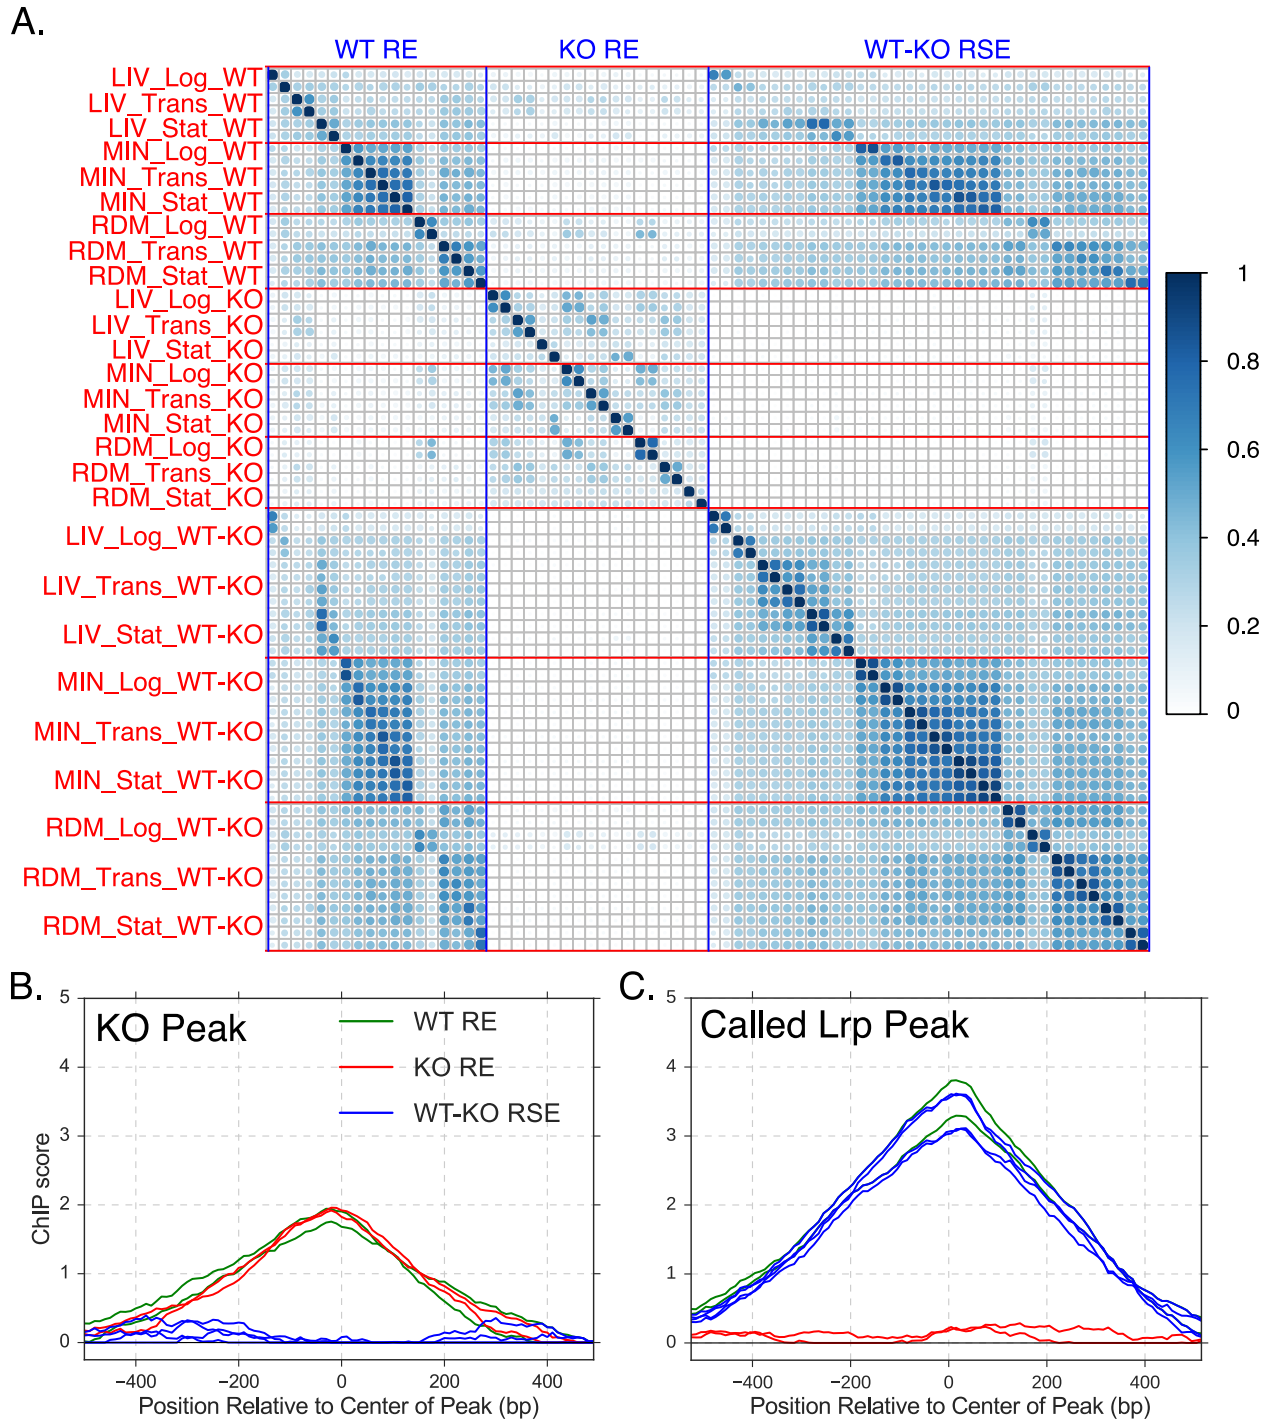 A.
WT RE KO RE WT-KO RSE
LIV_Log_WT
LIV_Trans_WT
LIV_Stat_WT
MIN_Log_WT
MIN_Trans_WT
MIN_Stat_WT
RDM_Log_WT
RDM_Trans_WT
RDM_Stat_WT
LIV_Log_KO
LIV_Trans_KO
LIV_Stat_KO
MIN_Log_KO
MIN_Trans_KO
MIN_Stat_KO
RDM_Log_KO
RDM_Trans_KO
RDM_Stat_KO
LIV_Log_WT-KO
LIV_Trans_WT-KO
LIV_Stat_WT-KO
MIN_Log_WT-KO
MIN_Trans_WT-KO
MIN_Stat_WT-KO
RDM_Log_WT-KO
RDM_Trans_WT-KO
RDM_Stat_WT-KO
1
0.8
0.6
0.4
0.2
0
B.
KO Peak
WT RE
KO RE
WT-KO RSE
5
4
3
2
1
0
ChIP score
−400 −200 0 200 400
Position Relative to Center of Peak (bp)
C.
Called Lrp Peak
5
4
3
2
1
0
−400 −200 0 200 400
Position Relative to Center of Peak (bp)